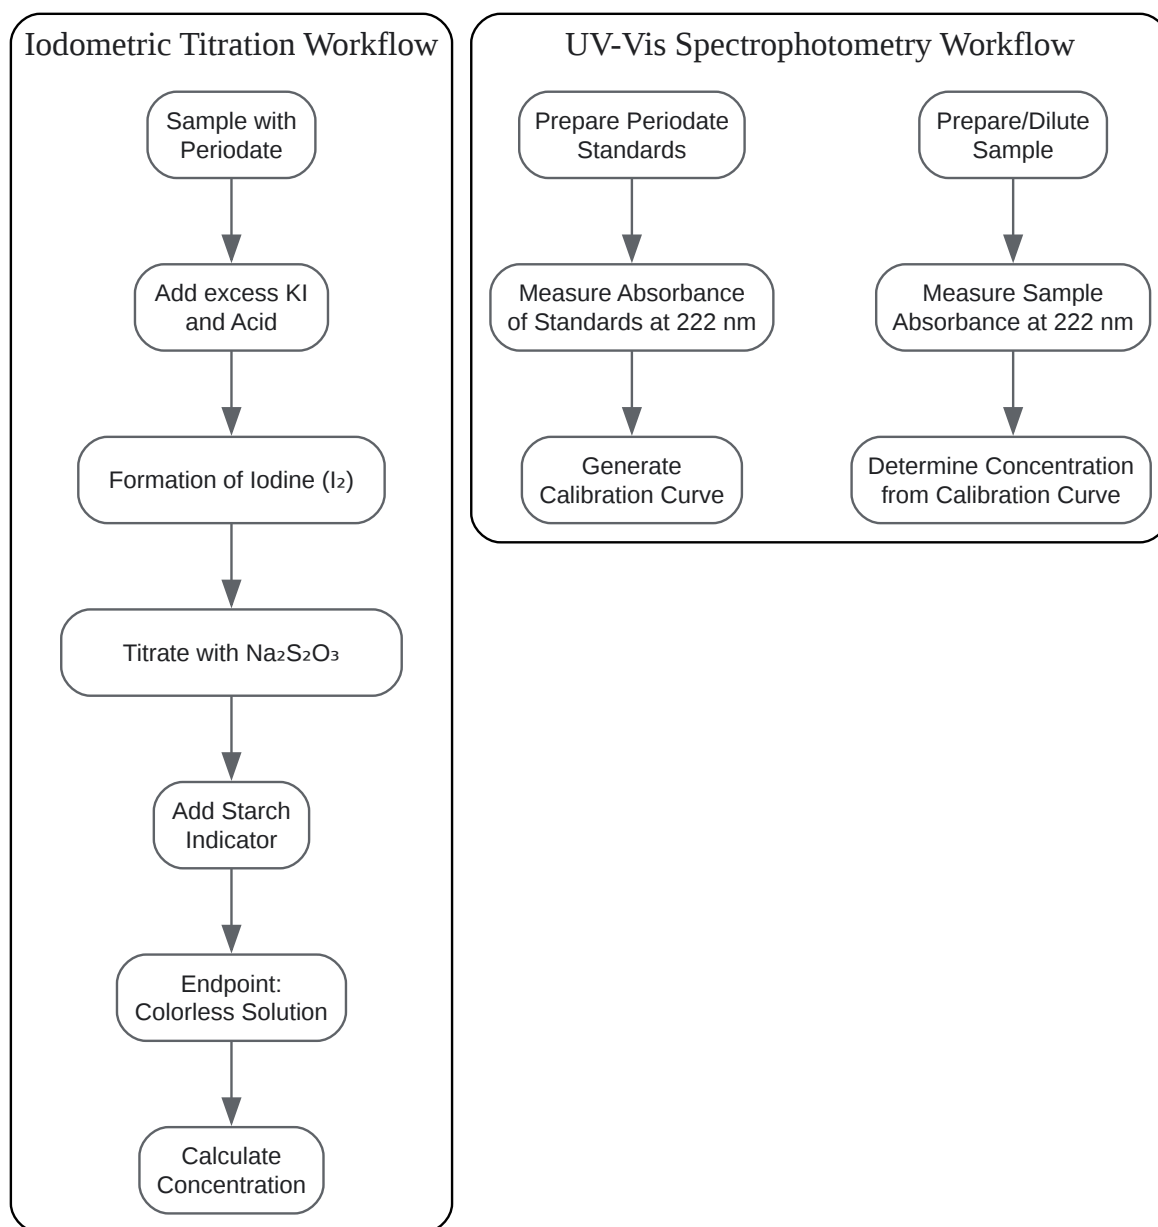 Iodometric Titration Workflow
Sample with
Periodate
Add excess KI
and Acid
Formation of Iodine (I₂)
Titrate with Na₂S₂O₃
Add Starch
Indicator
Endpoint:
Colorless Solution
Calculate
Concentration
UV-Vis Spectrophotometry Workflow
Prepare Periodate
Standards
Measure Absorbance
of Standards at 222 nm
Generate
Calibration Curve
Prepare/Dilute
Sample
Measure Sample
Absorbance at 222 nm
Determine Concentration
from Calibration Curve